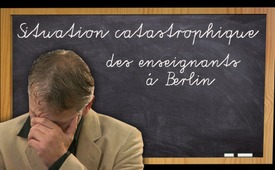 Situation catastrophique
des enseignants
à Berlin